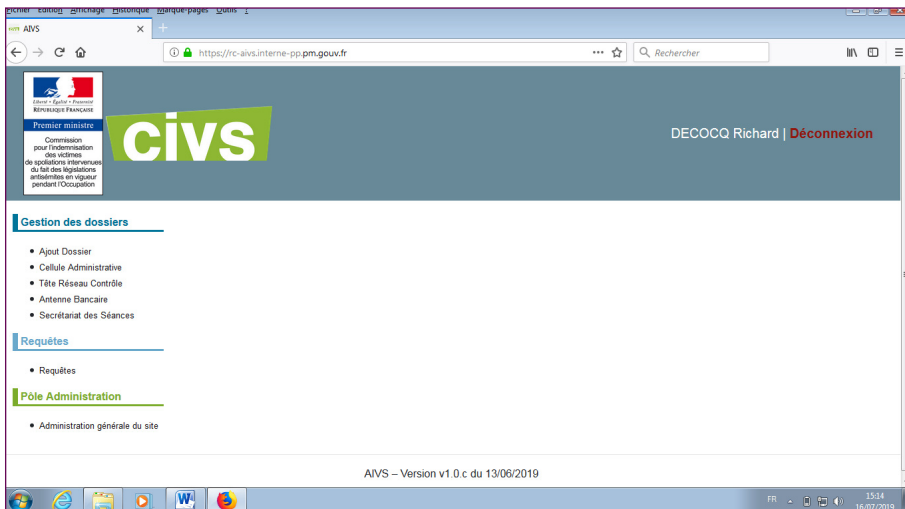 Fichier Edition Affichage Historique Marque-pages Outils ?
AIVS
https://rc-aivs.interne-pp.pm.gouv.fr
Rechercher
Liberté • Égalité • Fraternité
RÉPUBLIQUE FRANÇAISE
Premier ministre
Commission
pour l'indemnisation
des victimes
de spoliations intervenues
du fait des législations
antisémites en vigueur
pendant l'Occupation
civs
DECOCQ Richard | Déconnexion
Gestion des dossiers
Ajout Dossier
Cellule Administrative
Tête Réseau Contrôle
Antenne Bancaire
Secrétariat des Séances
Requêtes
Requêtes
Pôle Administration
Administration générale du site
AIVS – Version v1.0.c du 13/06/2019
FR
15:14
16/07/2019